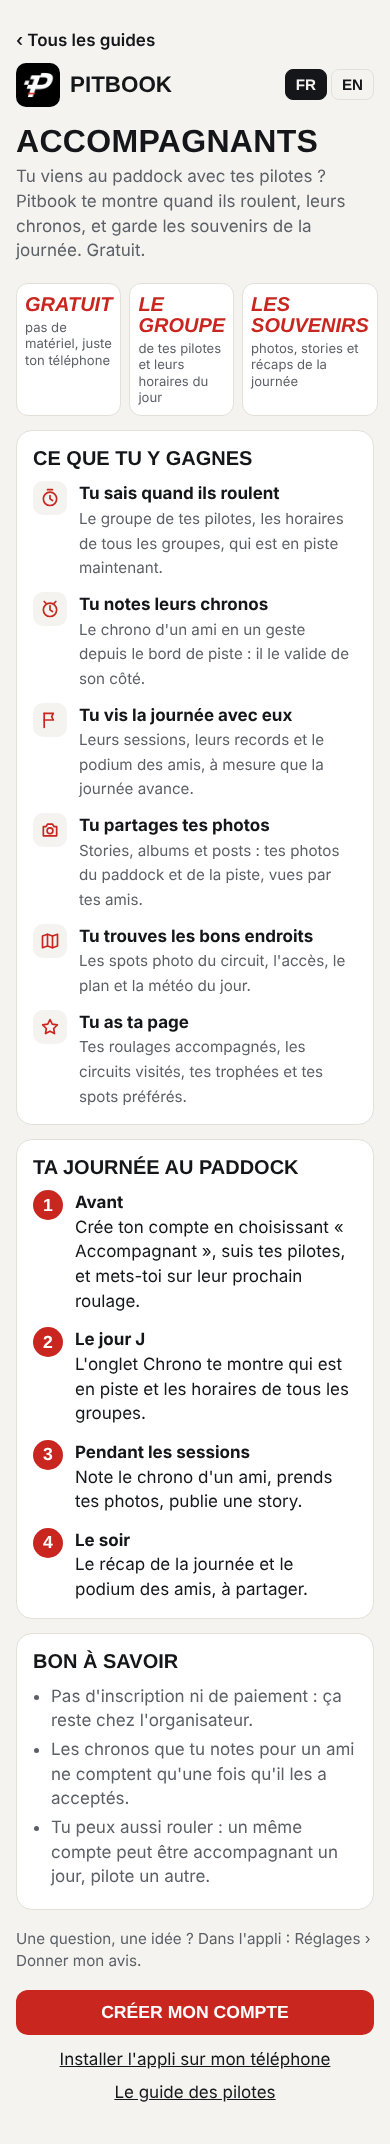 ‹ Tous les guides
PITBOOK
FR EN
ACCOMPAGNANTS
Tu viens au paddock avec tes pilotes ?
Pitbook te montre quand ils roulent, leurs
chronos, et garde les souvenirs de la
journée. Gratuit.
GRATUIT
pas de
matériel, juste
ton téléphone
LE
GROUPE
de tes pilotes
et leurs
horaires du
jour
LES
SOUVENIRS
photos, stories et
récaps de la
journée
CE QUE TU Y GAGNES
Tu sais quand ils roulent
Le groupe de tes pilotes, les horaires
de tous les groupes, qui est en piste
maintenant.
Tu notes leurs chronos
Le chrono d'un ami en un geste
depuis le bord de piste : il le valide de
son côté.
Tu vis la journée avec eux
Leurs sessions, leurs records et le
podium des amis, à mesure que la
journée avance.
Tu partages tes photos
Stories, albums et posts : tes photos
du paddock et de la piste, vues par
tes amis.
Tu trouves les bons endroits
Les spots photo du circuit, l'accès, le
plan et la météo du jour.
Tu as ta page
Tes roulages accompagnés, les
circuits visités, tes trophées et tes
spots préférés.
TA JOURNÉE AU PADDOCK
1 Avant
Crée ton compte en choisissant «
Accompagnant », suis tes pilotes,
et mets-toi sur leur prochain
roulage.
2 Le jour J
L'onglet Chrono te montre qui est
en piste et les horaires de tous les
groupes.
3 Pendant les sessions
Note le chrono d'un ami, prends
tes photos, publie une story.
4 Le soir
Le récap de la journée et le
podium des amis, à partager.
BON À SAVOIR
• Pas d'inscription ni de paiement : ça
reste chez l'organisateur.
• Les chronos que tu notes pour un ami
ne comptent qu'une fois qu'il les a
acceptés.
• Tu peux aussi rouler : un même
compte peut être accompagnant un
jour, pilote un autre.
Une question, une idée ? Dans l'appli : Réglages ›
Donner mon avis.
CRÉER MON COMPTE
Installer l'appli sur mon téléphone
Le guide des pilotes